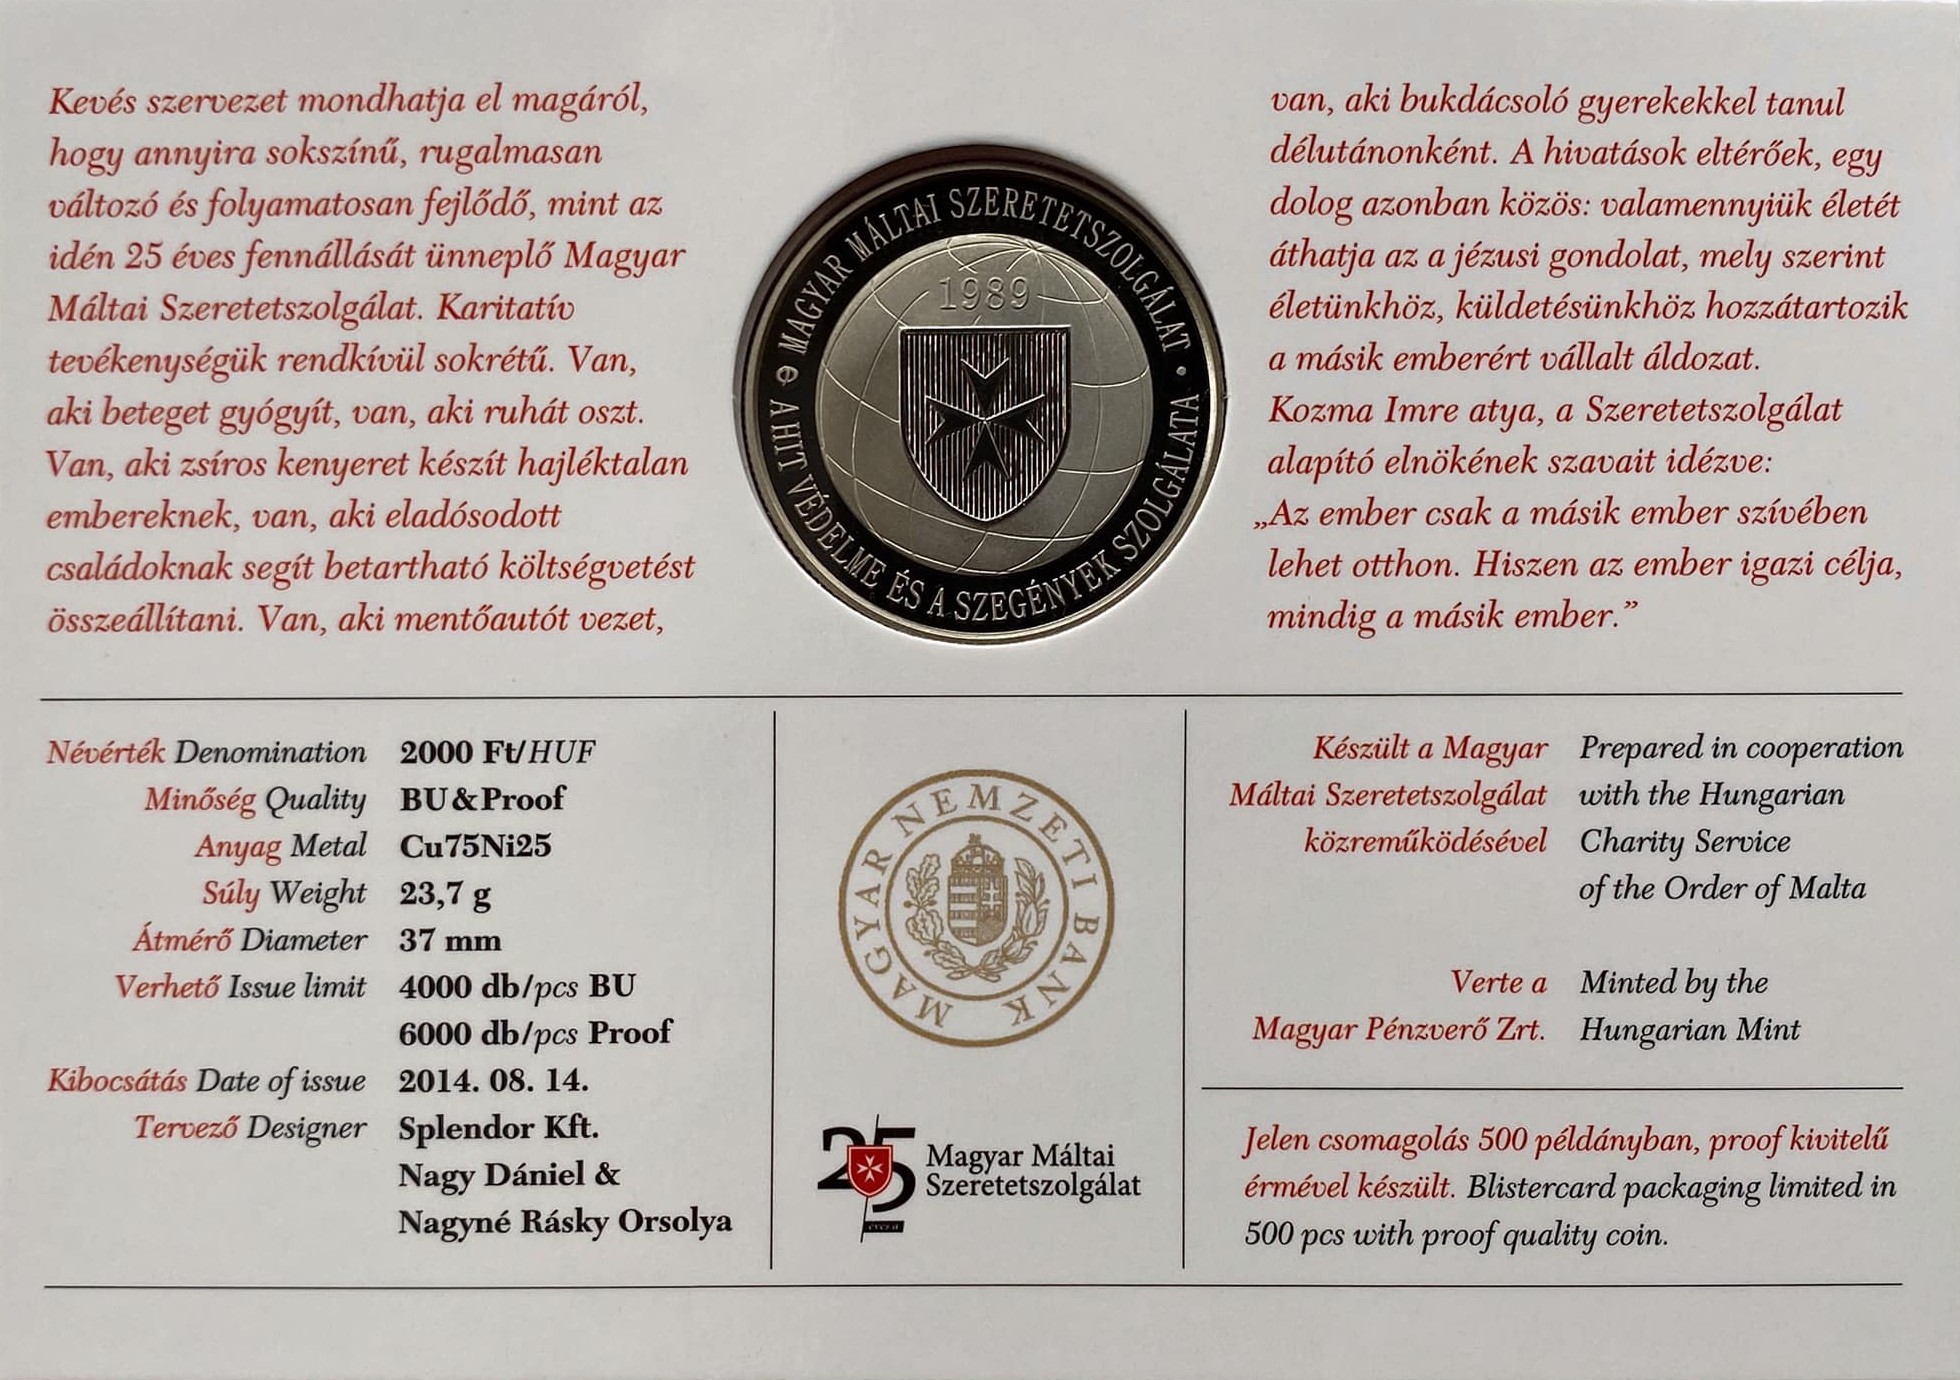 Kevés szervezet mondhatja el magáról,
hogy annyira sokszínű, rugalmasan
változó és folyamatosan fejlődő, mint az
idén 25 éves fennállását ünneplő Magyar
Máltai Szeretetszolgálat. Karitatív
tevékenységük rendkívül sokrétű. Van,
aki beteget gyógyít, van, aki ruhát oszt.
Van, aki zsíros kenyeret készít hajléktalan
embereknek, van, aki eladósodott
családoknak segít betartható költségvetést
összeállítani. Van, aki mentőautót vezet,
MAGYAR MÁLTAI SZERETETSZOLGÁLAT
1989
A HIT VÉDELME ÉS A SZEGÉNYEK SZOLGÁLATA
van, aki bukdácsoló gyerekekkel tanul
délutánonként. A hivatások eltérőek, egy
dolog azonban közös: valamennyiük életét
áthatja az a jézusi gondolat, mely szerint
életünkhöz, küldetésünkhöz hozzátartozik
a másik emberért vállalt áldozat.
Kozma Imre atya, a Szeretetszolgálat
alapító elnökének szavait idézve:
„Az ember csak a másik ember szívében
lehet otthon. Hiszen az ember igazi célja,
mindig a másik ember.”
Névérték Denomination 2000 Ft/HUF
Minőség Quality BU&Proof
Anyag Metal Cu75Ni25
Súly Weight 23,7 g
Átmérő Diameter 37 mm
Verhető Issue limit 4000 db/pcs BU
6000 db/pcs Proof
Kibocsátás Date of issue 2014. 08. 14.
Tervező Designer Splendor Kft.
Nagy Dániel &
Nagyné Rásky Orsolya
MAGYAR NEMZETI BANK
25
Magyar Máltai
Szeretetszolgálat
Készült a Magyar Prepared in cooperation
Máltai Szeretetszolgálat with the Hungarian
közreműködésével Charity Service
of the Order of Malta
Verte a Minted by the
Magyar Pénzverő Zrt. Hungarian Mint
Jelen csomagolás 500 példányban, proof kivitelű
érmével készült. Blistercard packaging limited in
500 pcs with proof quality coin.